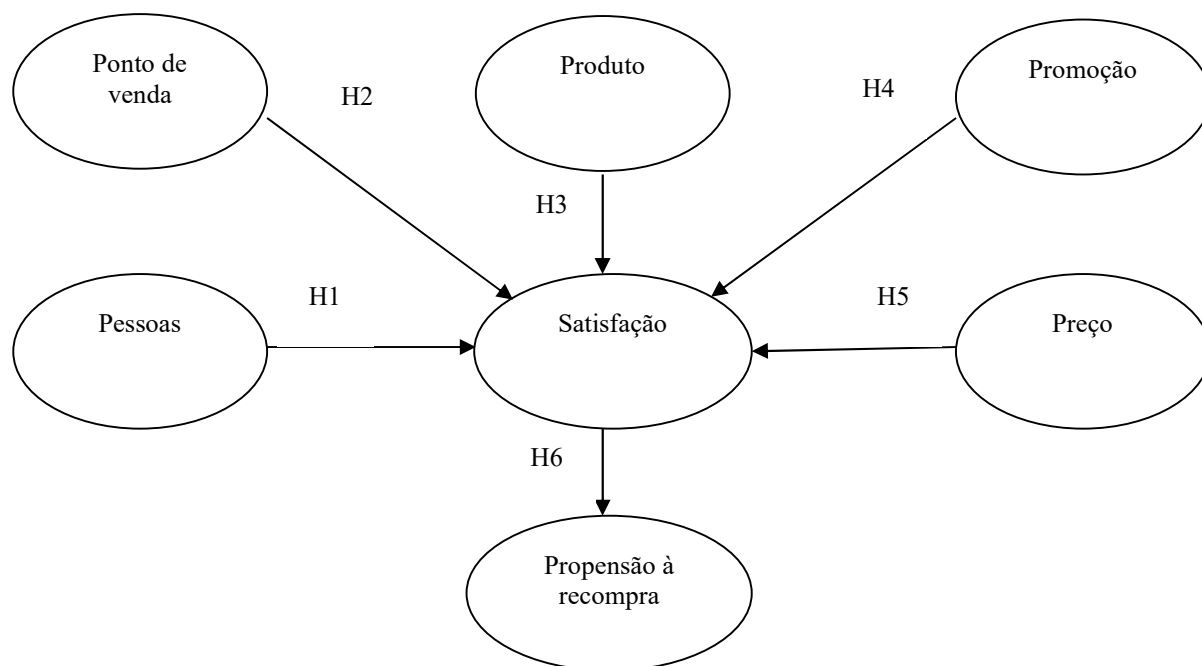 Ponto de
venda
H2
Produto
H4
Promoção
H3
Pessoas
H1
Satisfação
H5
Preço
H6
Propensão à
recompra